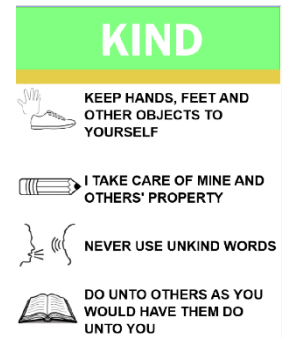 KIND
KEEP HANDS, FEET AND
OTHER OBJECTS TO
YOURSELF
I TAKE CARE OF MINE AND
OTHERS' PROPERTY
NEVER USE UNKIND WORDS
DO UNTO OTHERS AS YOU
WOULD HAVE THEM DO
UNTO YOU